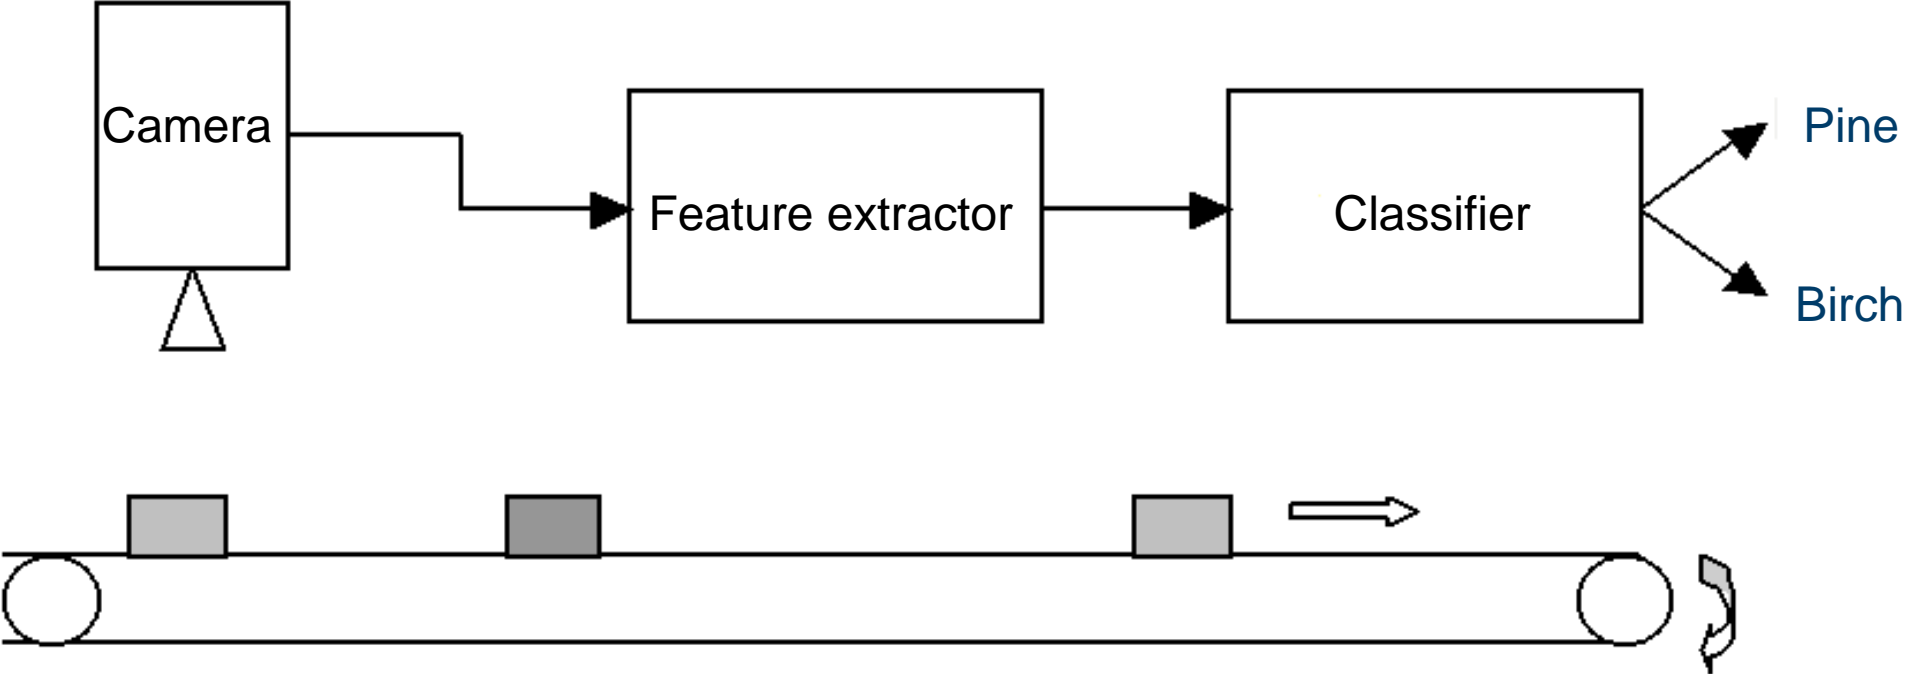 Camera
Feature extractor
Classifier
Pine
Birch